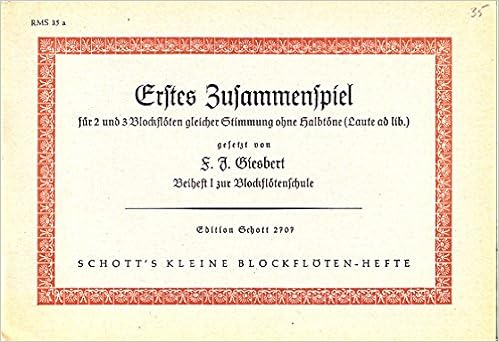 RMS 35 a
35
Erstes Zusammenspiel
für 2 und 3 Blockflöten gleicher Stimmung ohne Halbtöne (Laute ad lib.)
gesetzt von
F. J. Giesbert
Beiheft I zur Blockflötenschule
Edition Schott 2707
SCHOTT'S KLEINE BLOCKFLÖTEN-HEFTE